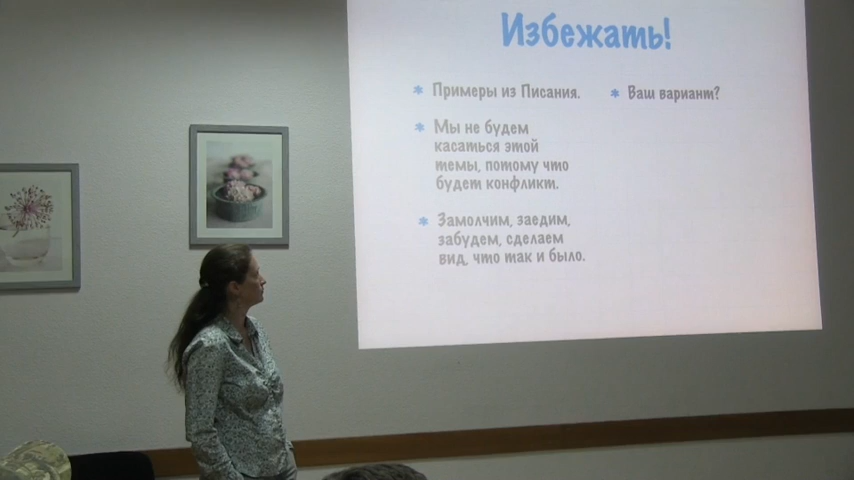 Избежать!
* Примеры из Писания.
* Мы не будем
касаться этой
темы, потому что
будет конфликт.
* Замолчим, заедим,
забудем, сделаем
вид, что так и было.
* Ваш вариант?